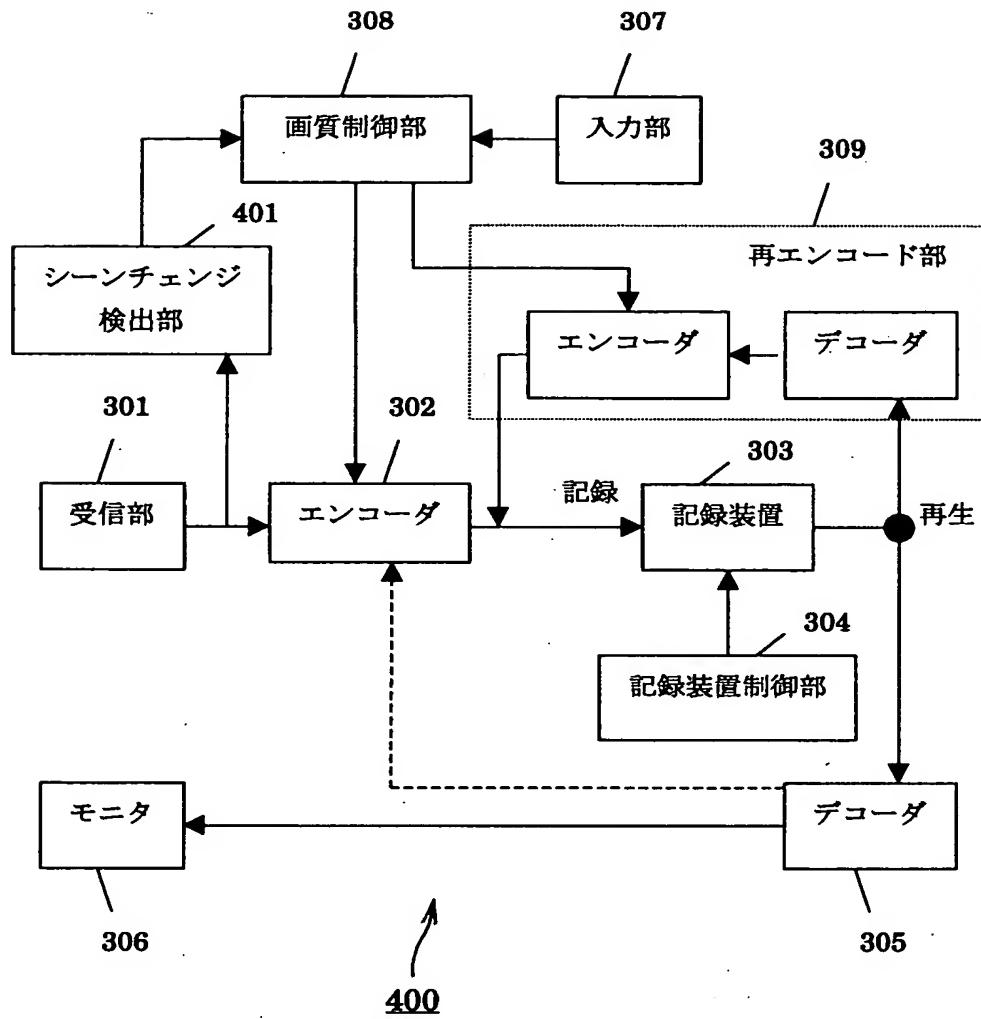 308
307
画質制御部
入力部
309
401
再エンコード部
シーンチェンジ
検出部
エンコーダ
デコーダ
301
302
303
受信部
エンコーダ
記録
記録装置
再生
304
記録装置制御部
モニタ
デコーダ
306
305
400